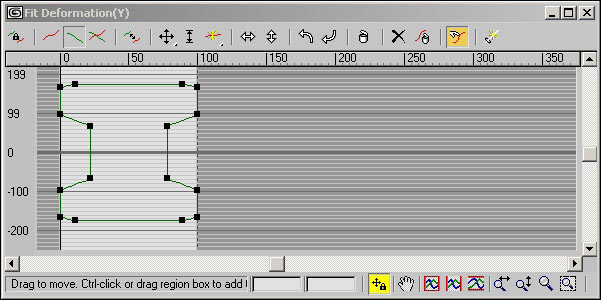 Fit Deformation(Y)
0 50 100 150 200 250 300 350
199
99
0
-100
-200
Drag to move. Ctrl-click or drag region box to add